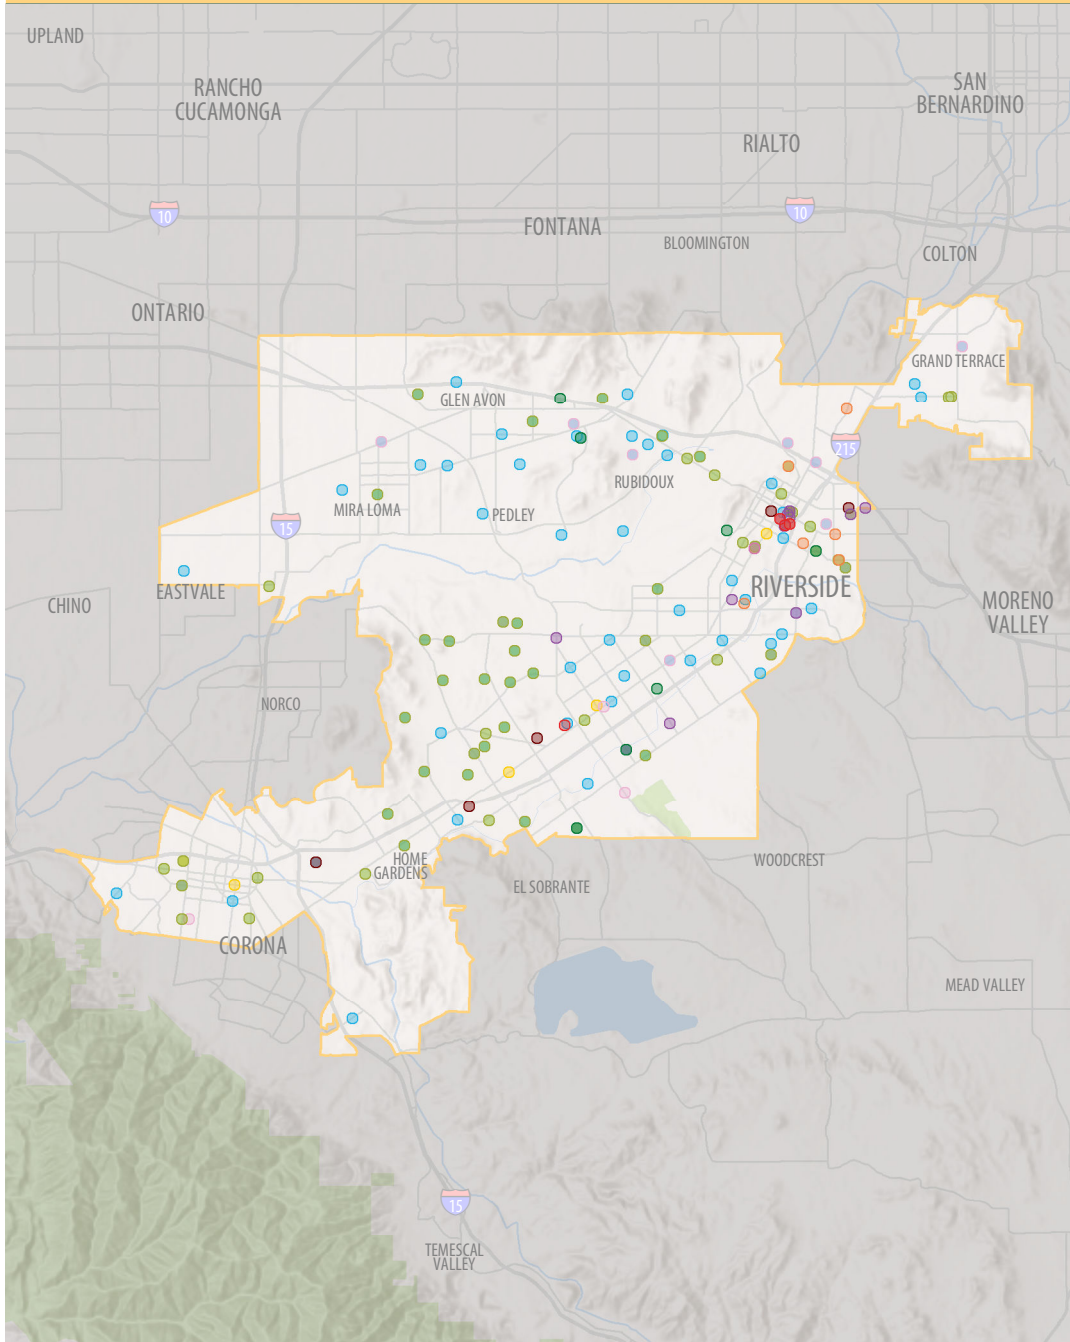 UPLAND
RANCHO
CUCAMONGA
SAN
BERNARDINO
RIALTO
10
10
FONTANA
BLOOMINGTON
COLTON
ONTARIO
GRAND TERRACE
GLEN AVON
215
RUBIDOUX
MIRA LOMA
PEDLEY
15
EASTVALE
RIVERSIDE
CHINO
MORENO
VALLEY
NORCO
HOME
GARDENS
WOODCREST
EL SOBRANTE
CORONA
MEAD VALLEY
15
TEMESCAL
VALLEY